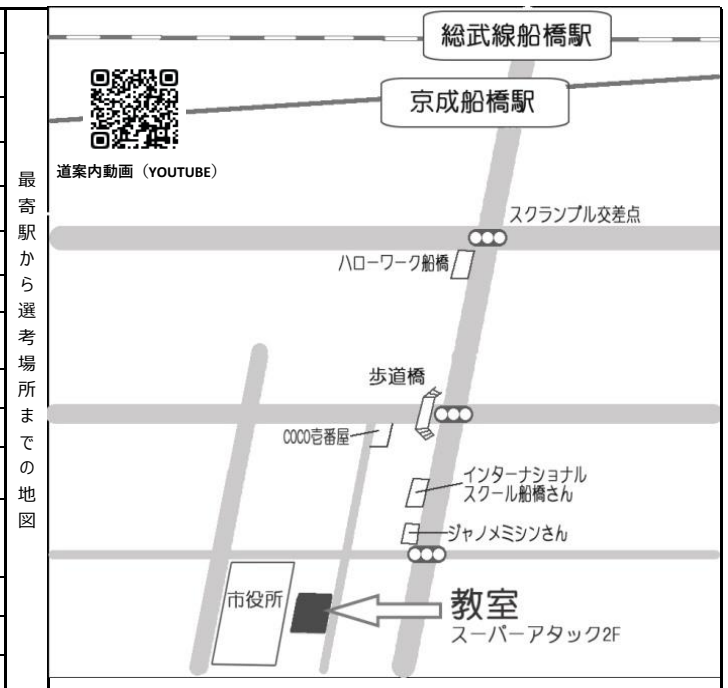 最寄駅から選考場所までの地図
総武線船橋駅
京成船橋駅
道案内動画（YOUTUBE）
スクランブル交差点
ハローワーク船橋
歩道橋
COCO壱番屋
インターナショナル
スクール船橋さん
ジャノメミシンさん
市役所
教室
スーパーアタック2F